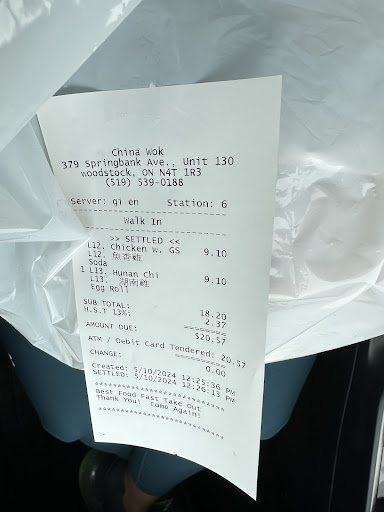 China Wok
379 Springbank Ave., Unit 130
woodstock, ON N4T 1R3
(519) 539-0188
Server: qi en Station: 6
Walk In
>> SETTLED <<
L12. Chicken w. GS 9.10
L12. 魚香雞
Soda
1 L13. Hunan Chi 9.10
L13. 湖南雞
Egg Roll
SUB TOTAL: 18.20
H.S.T 13%: 2.37
AMOUNT DUE: $20.57
ATM / Debit Card Tendered: 20.57
CHANGE: 0.00
Created: 5/10/2024 12:25:36 PM
SETTLED: 5/10/2024 12:26:13 PM
Best Food Fast Take Out
Thank You! Come Again!